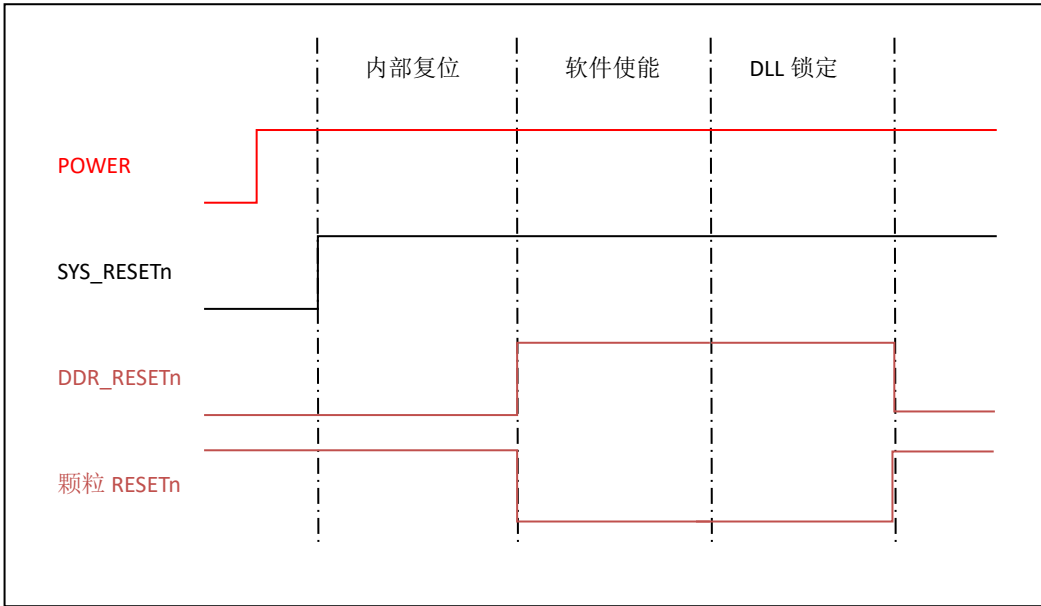 内部复位
软件使能
DLL 锁定
POWER
SYS_RESETn
DDR_RESETn
颗粒 RESETn